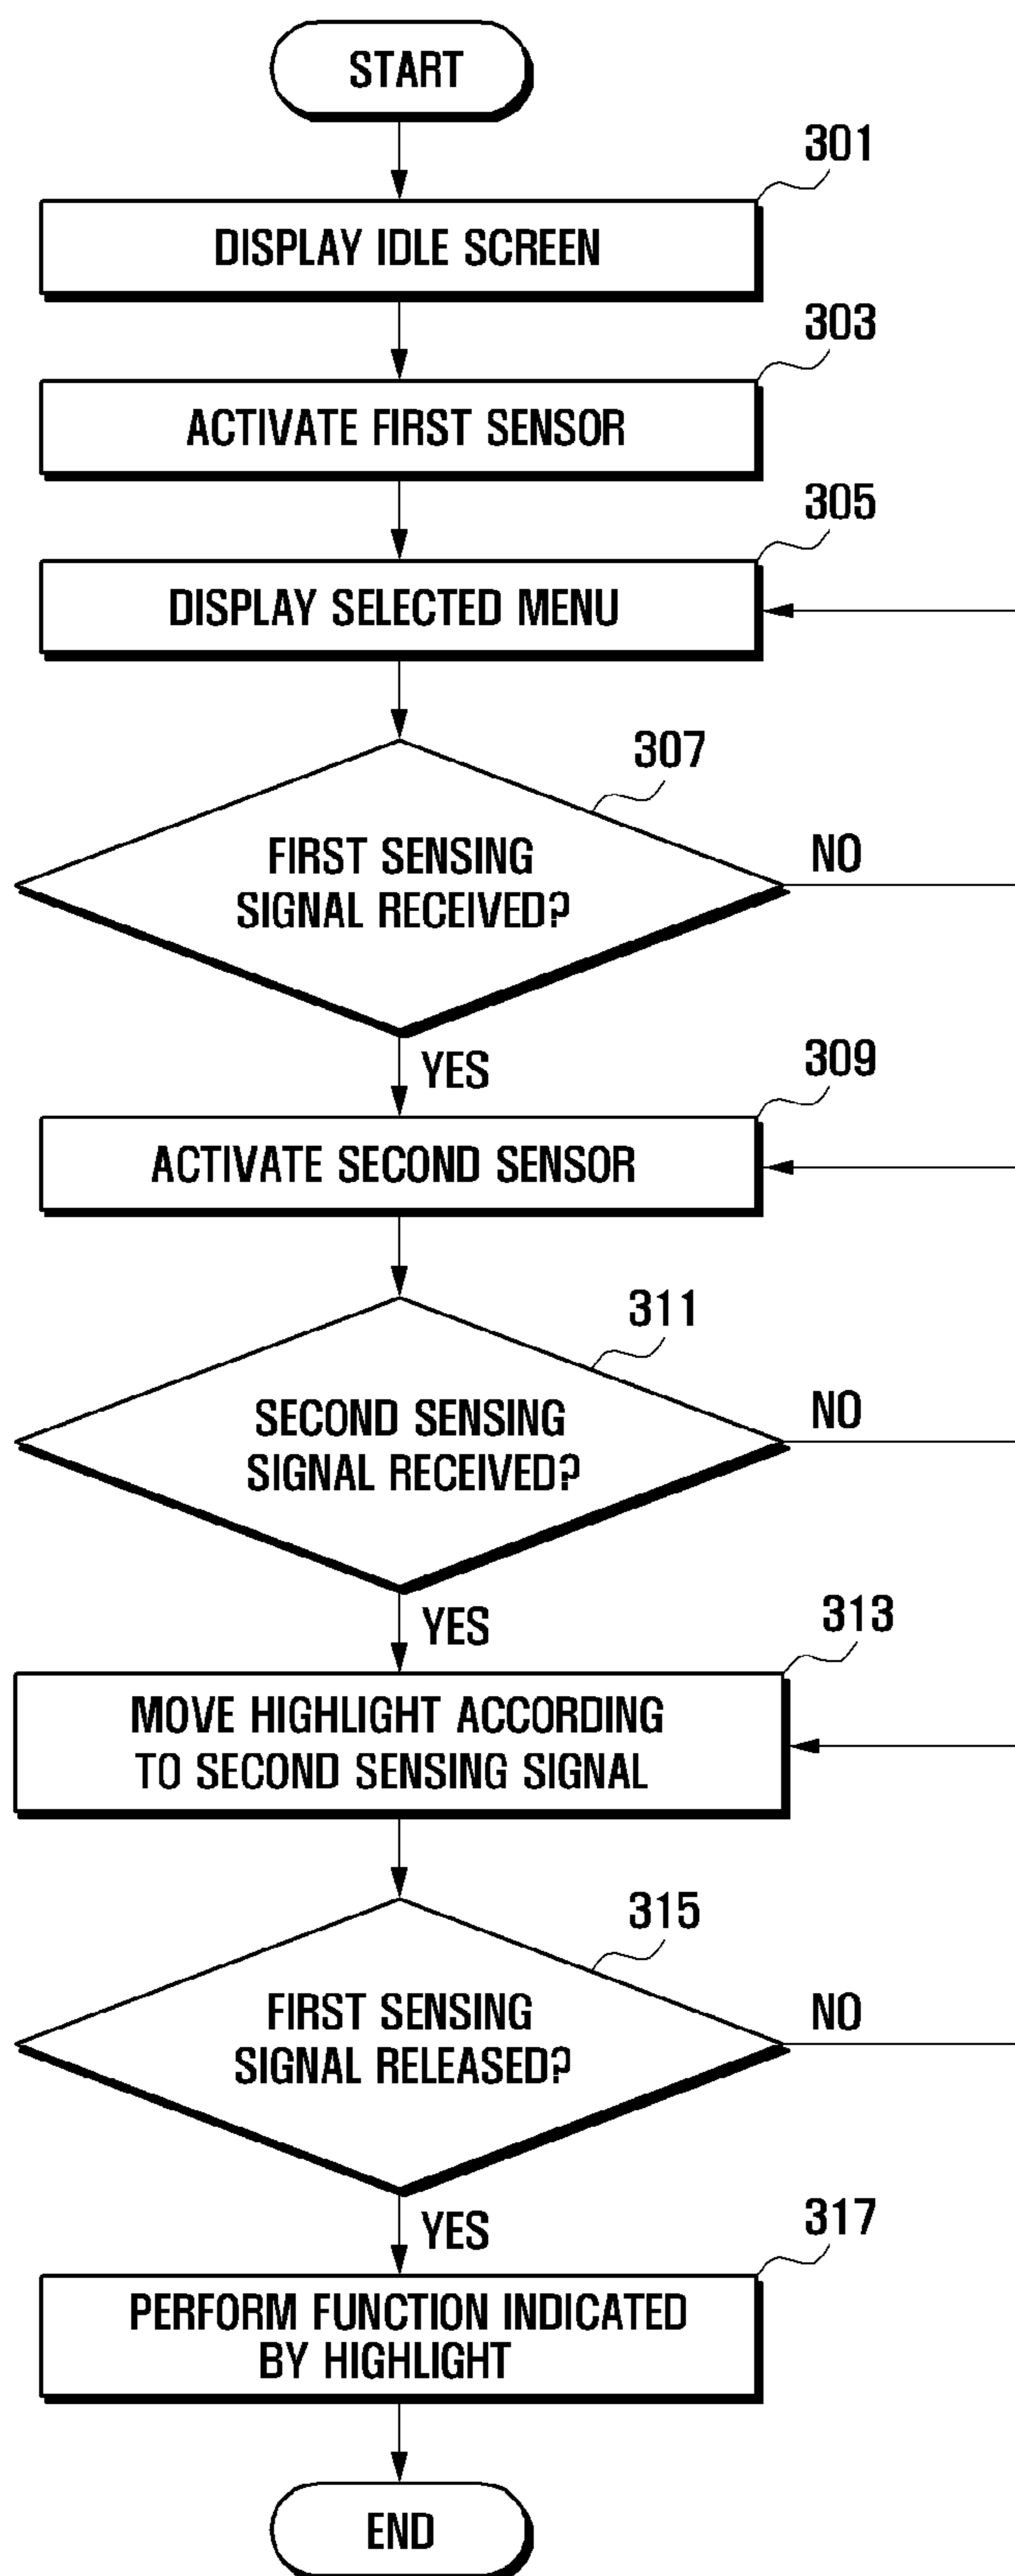 START
301
DISPLAY IDLE SCREEN
303
ACTIVATE FIRST SENSOR
305
DISPLAY SELECTED MENU
307
FIRST SENSING
SIGNAL RECEIVED?
NO
YES
309
ACTIVATE SECOND SENSOR
311
SECOND SENSING
SIGNAL RECEIVED?
NO
YES
313
MOVE HIGHLIGHT ACCORDING
TO SECOND SENSING SIGNAL
315
FIRST SENSING
SIGNAL RELEASED?
NO
YES
317
PERFORM FUNCTION INDICATED
BY HIGHLIGHT
END